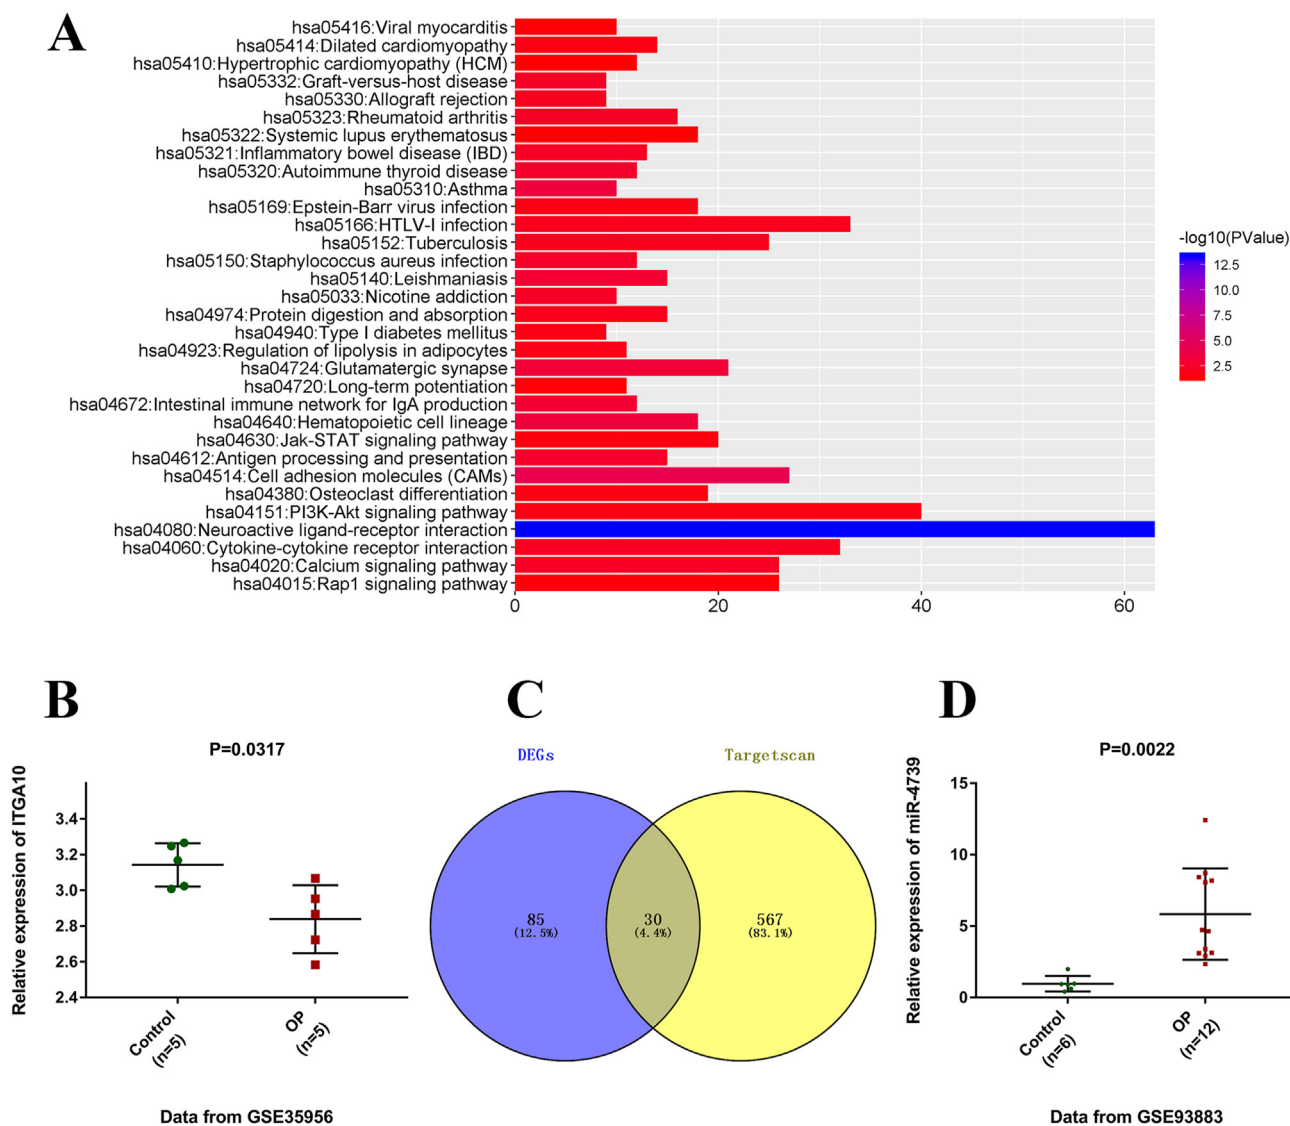 A
hsa05416:Viral myocarditis
hsa05414:Dilated cardiomyopathy
hsa05410:Hypertrophic cardiomyopathy (HCM)
hsa05332:Graft-versus-host disease
hsa05330:Allograft rejection
hsa05323:Rheumatoid arthritis
hsa05322:Systemic lupus erythematosus
hsa05321:Inflammatory bowel disease (IBD)
hsa05320:Autoimmune thyroid disease
hsa05310:Asthma
hsa05169:Epstein-Barr virus infection
hsa05166:HTLV-I infection
hsa05152:Tuberculosis
hsa05150:Staphylococcus aureus infection
hsa05140:Leishmaniasis
hsa05033:Nicotine addiction
hsa04974:Protein digestion and absorption
hsa04940:Type I diabetes mellitus
hsa04923:Regulation of lipolysis in adipocytes
hsa04724:Glutamatergic synapse
hsa04720:Long-term potentiation
hsa04672:Intestinal immune network for IgA production
hsa04640:Hematopoietic cell lineage
hsa04630:Jak-STAT signaling pathway
hsa04612:Antigen processing and presentation
hsa04514:Cell adhesion molecules (CAMs)
hsa04380:Osteoclast differentiation
hsa04151:PI3K-Akt signaling pathway
hsa04080:Neuroactive ligand-receptor interaction
hsa04060:Cytokine-cytokine receptor interaction
hsa04020:Calcium signaling pathway
hsa04015:Rap1 signaling pathway
0 20 40 60
-log10(PValue)
12.5
10.0
7.5
5.0
2.5
B
P=0.0317
Relative expression of ITGA10
3.4
3.2
3.0
2.8
2.6
2.4
Control
(n=5)
OP
(n=5)
Data from GSE35956
C
DEGs
Targetscan
85
(12.5%)
30
(4.4%)
567
(83.1%)
D
P=0.0022
Relative expression of miR-4739
15
10
5
0
Control
(n=6)
OP
(n=12)
Data from GSE93883